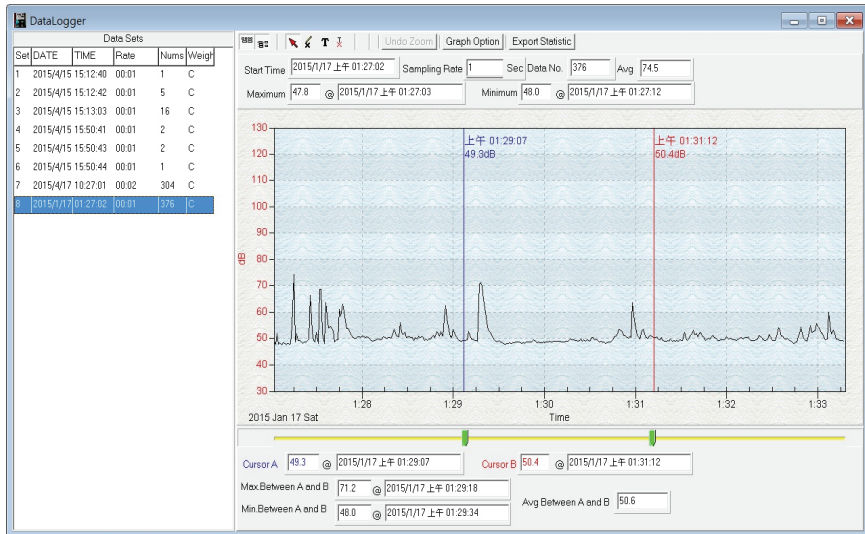 DataLogger
Data Sets
Set DATE TIME Rate Nums Weigh
1 2015/4/15 15:12:40 00:01 1 C
2 2015/4/15 15:12:42 00:01 5 C
3 2015/4/15 15:13:03 00:01 16 C
4 2015/4/15 15:50:41 00:01 2 C
5 2015/4/15 15:50:43 00:01 2 C
6 2015/4/15 15:50:44 00:01 1 C
7 2015/4/17 10:27:01 00:02 304 C
8 2015/1/17 01:27:02 00:01 376 C
T T Undo Zoom Graph Option Export Statistic
Start Time 2015/1/17 上午 01:27:02 Sampling Rate 1 Sec Data No. 376 Avg 74.5
Maximum 47.8 @ 2015/1/17 上午 01:27:03 Minimum 48.0 @ 2015/1/17 上午 01:27:12
130
120
110
100
90
80
70
60
50
40
30
dB
上午 01:29:07
49.3dB
上午 01:31:12
50.4dB
1:28 1:29 1:30 1:31 1:32 1:33
2015 Jan 17 Sat Time
Cursor A 49.3 @ 2015/1/17 上午 01:29:07 Cursor B 50.4 @ 2015/1/17 上午 01:31:12
Max.Between A and B 71.2 @ 2015/1/17 上午 01:29:18
Min.Between A and B 48.0 @ 2015/1/17 上午 01:29:34
Avg Between A and B 50.6